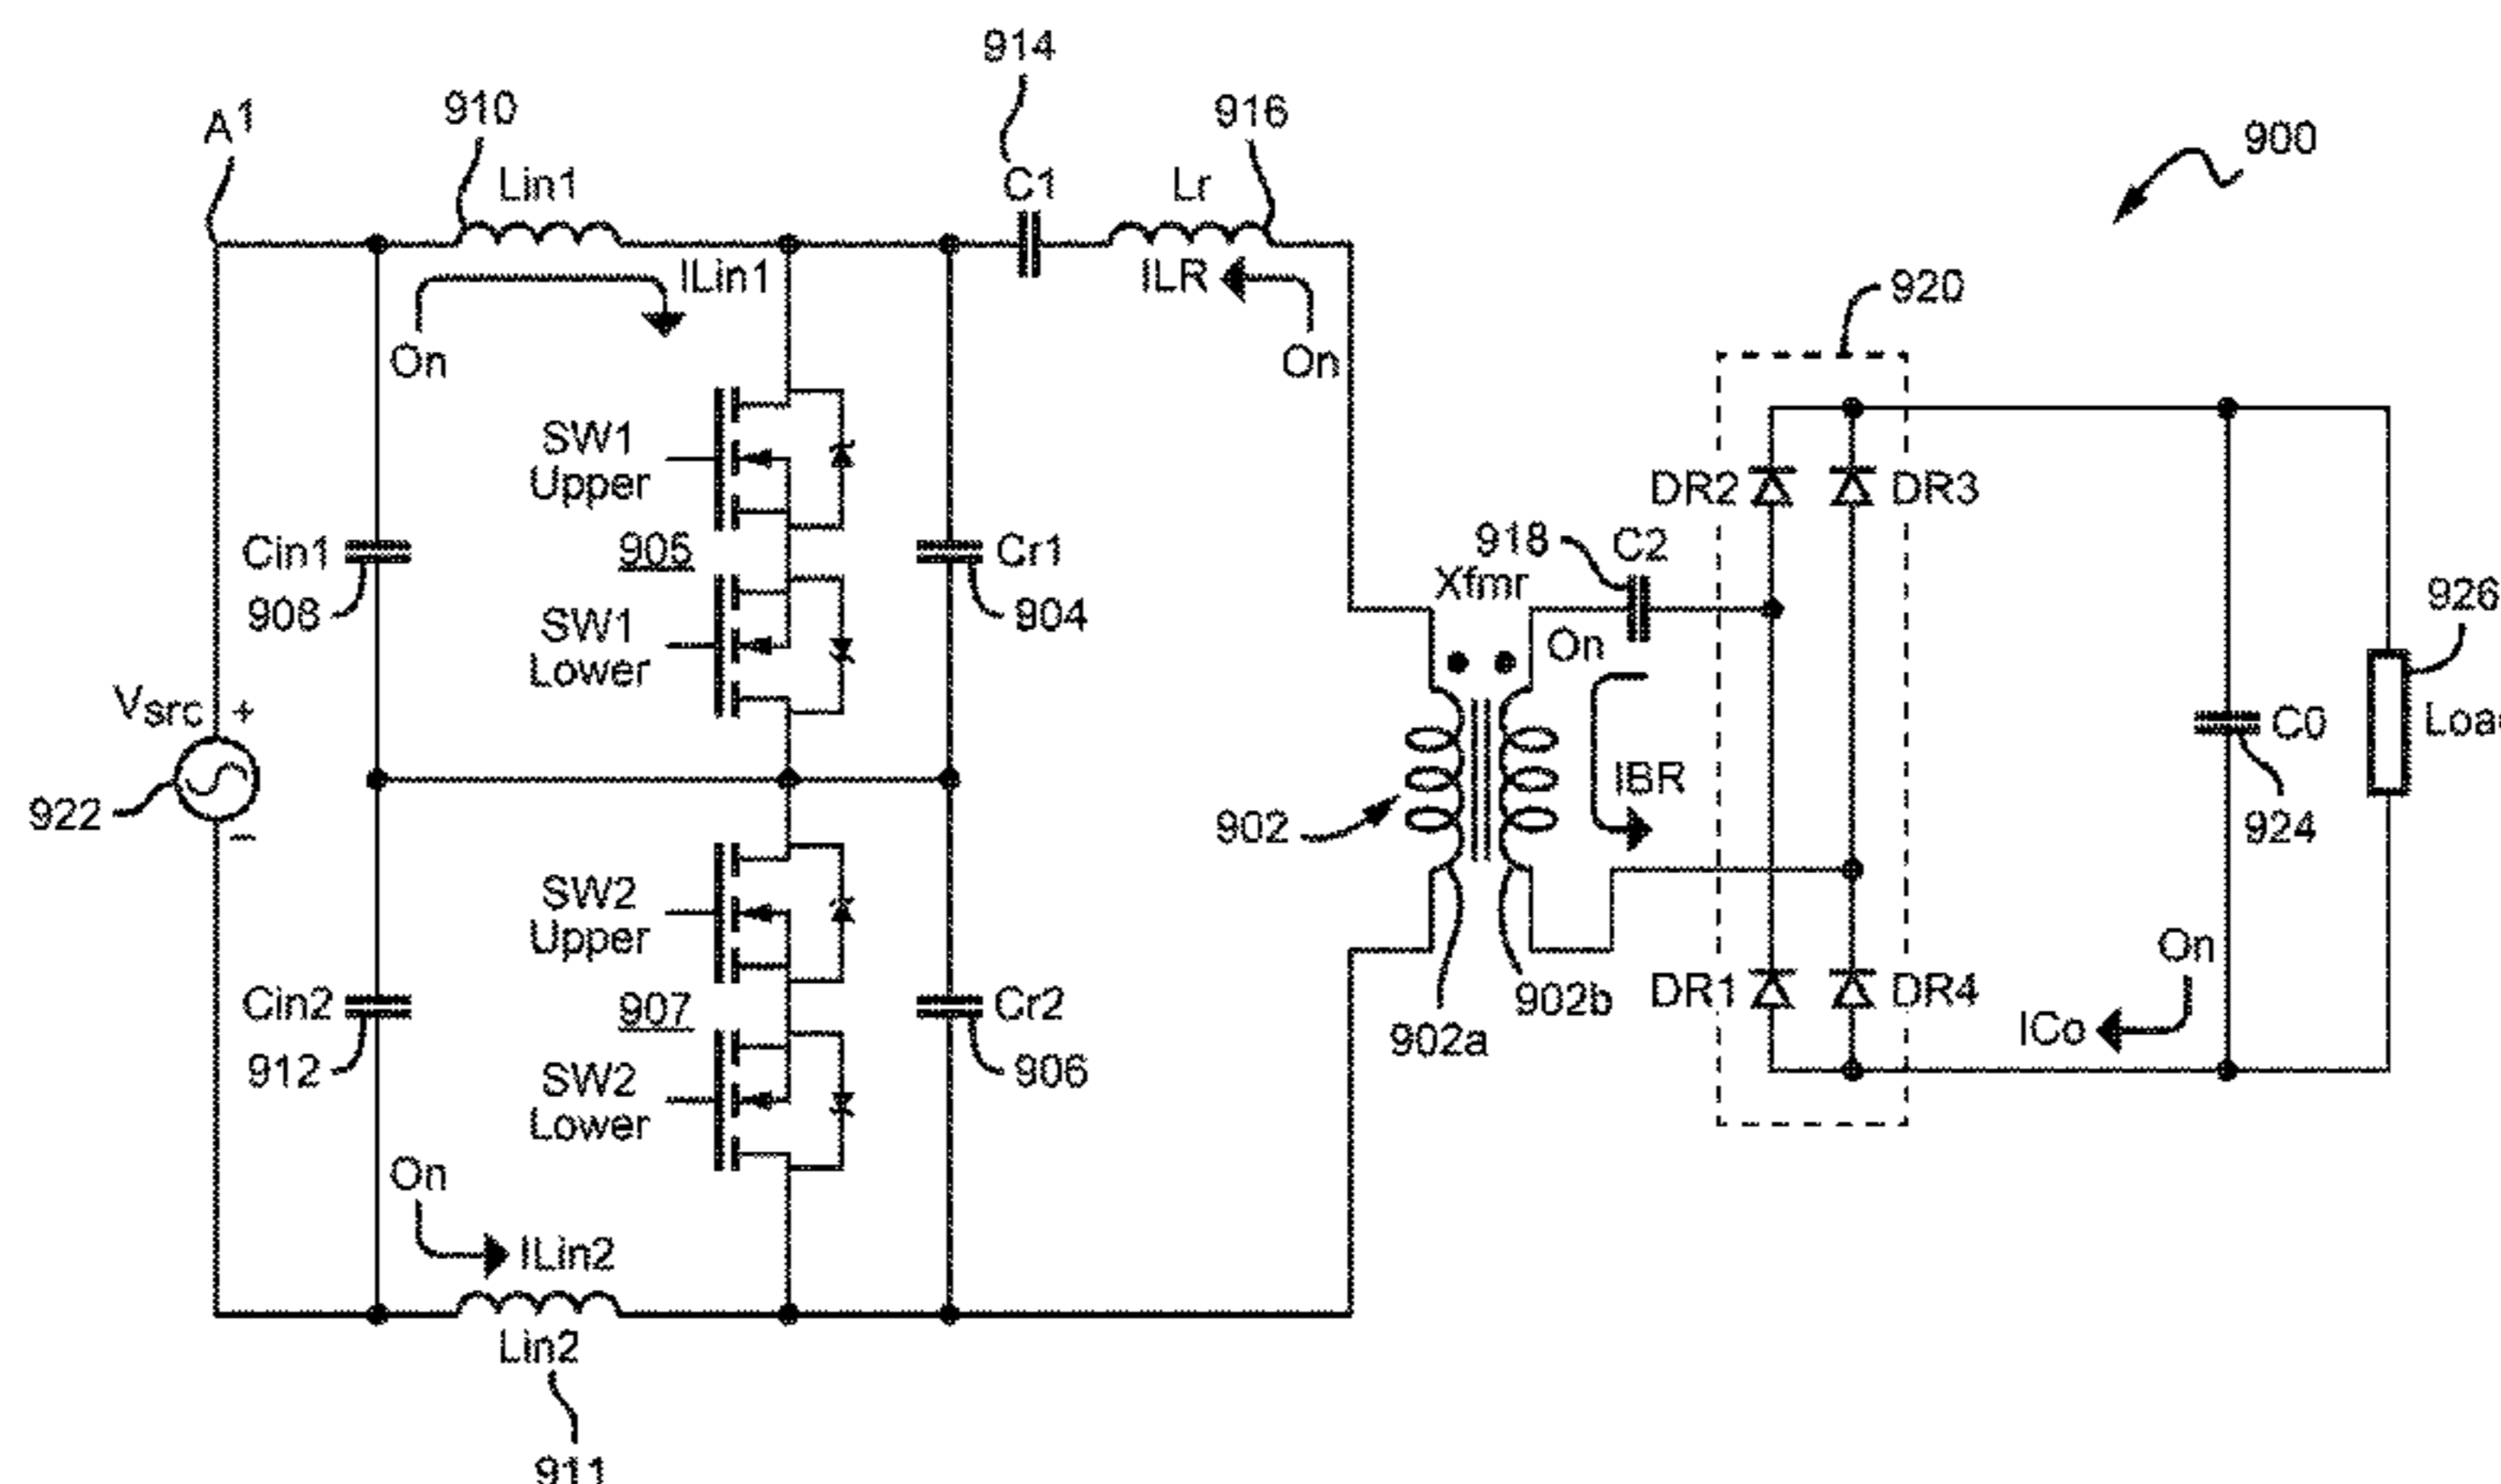 914
910
916
A1
900
Lin1
C1
Lr
ILin1
ILR
920
On
On
SW1
Upper
DR2
DR3
Cin1
905
Cr1
918
C2
Xfmr
908
904
926
SW1
Lower
On
Vsrc
+
C0
Load
IBR
922
902
924
−
SW2
Upper
On
DR1
DR4
Cin2
907
Cr2
902b
ICo
902a
912
906
SW2
Lower
On
ILin2
Lin2
911